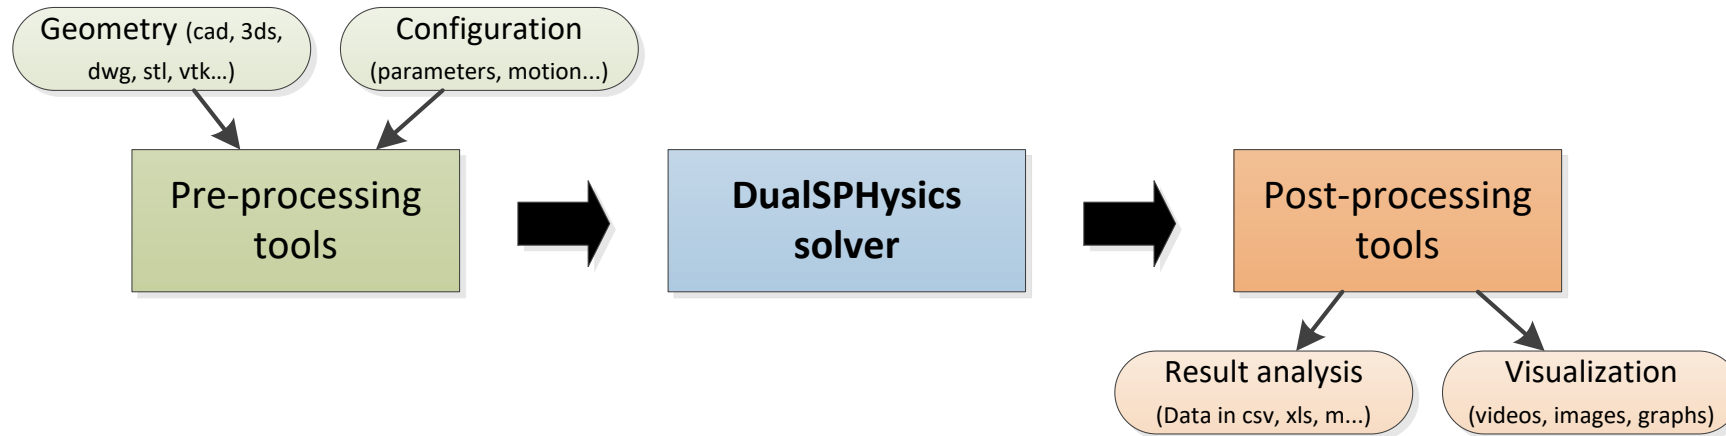 Geometry (cad, 3ds,
dwg, stl, vtk...)
Configuration
(parameters, motion...)
Pre-processing
tools
DualSPHysics
solver
Post-processing
tools
Result analysis
(Data in csv, xls, m...)
Visualization
(videos, images, graphs)